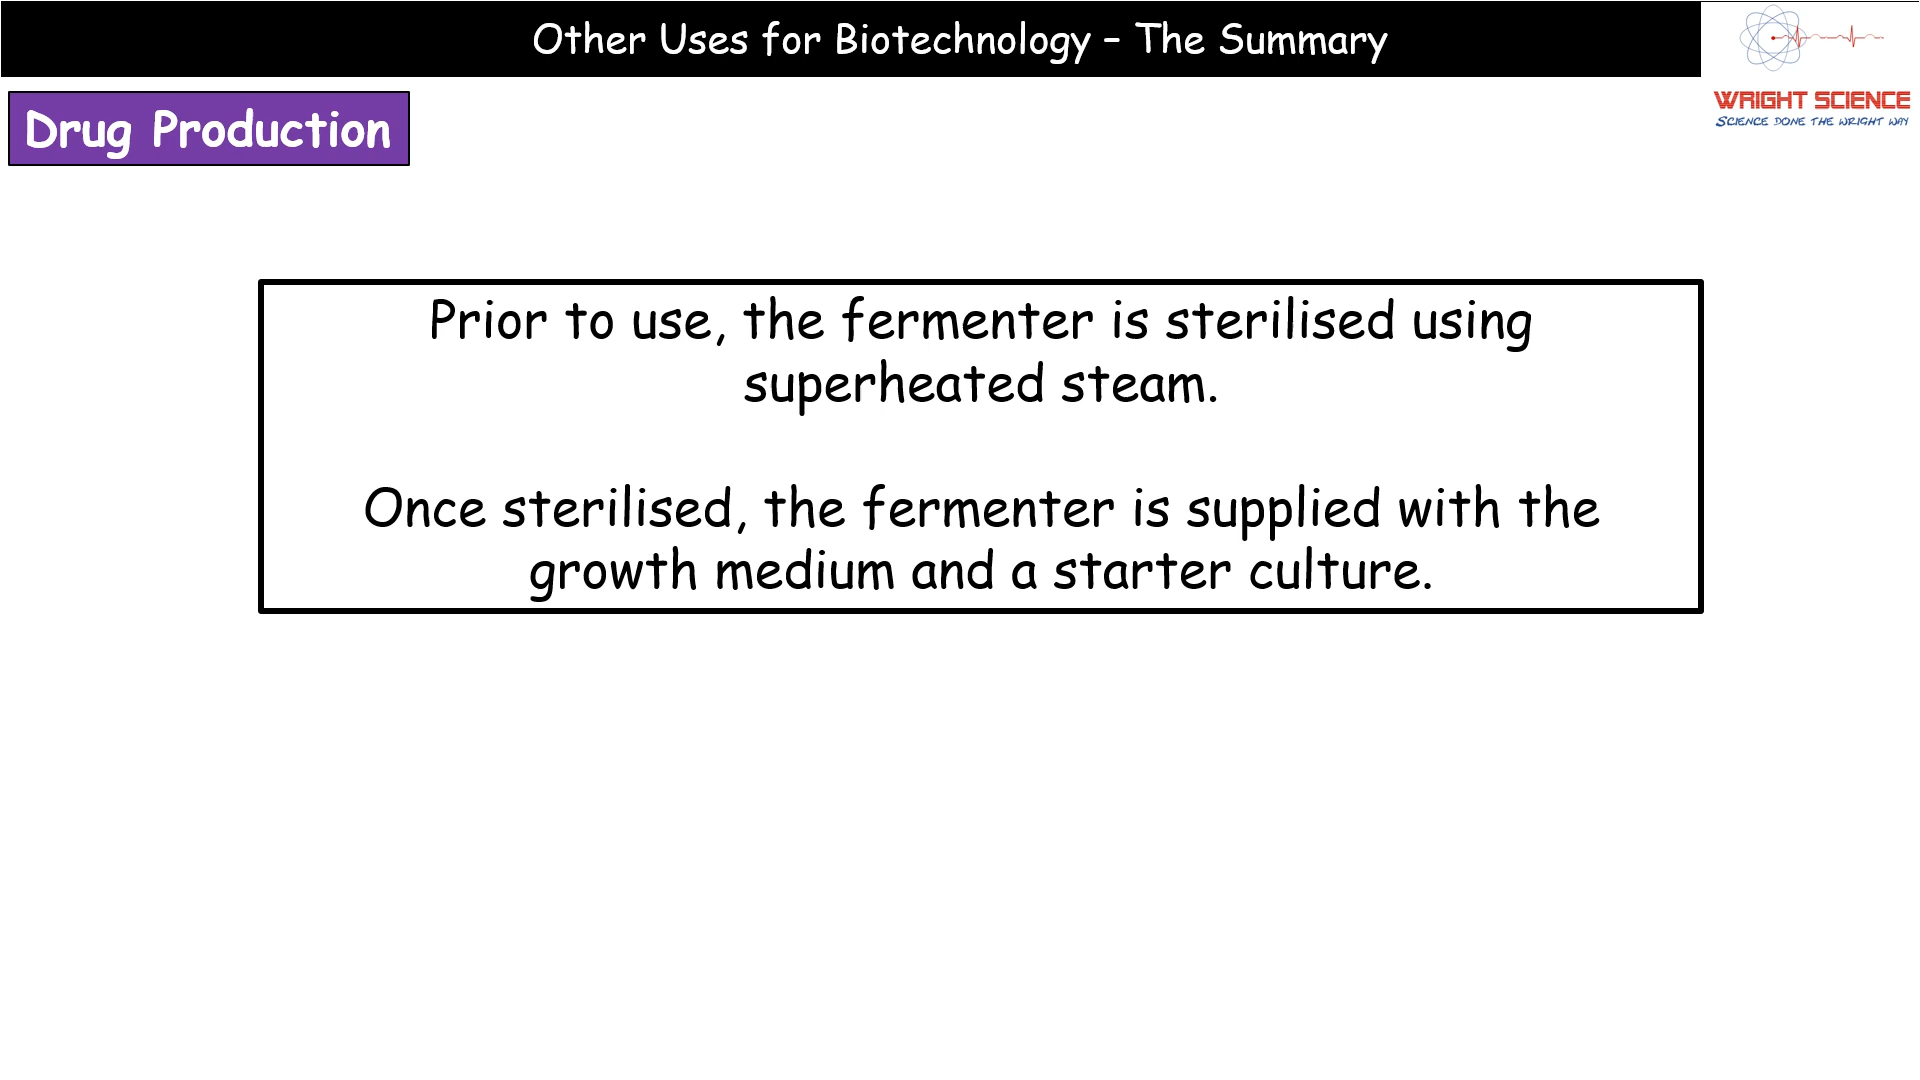 Other Uses for Biotechnology – The Summary
WRIGHT SCIENCE
SCIENCE DONE THE WRIGHT WAY
Drug Production
Prior to use, the fermenter is sterilised using
superheated steam.
Once sterilised, the fermenter is supplied with the
growth medium and a starter culture.